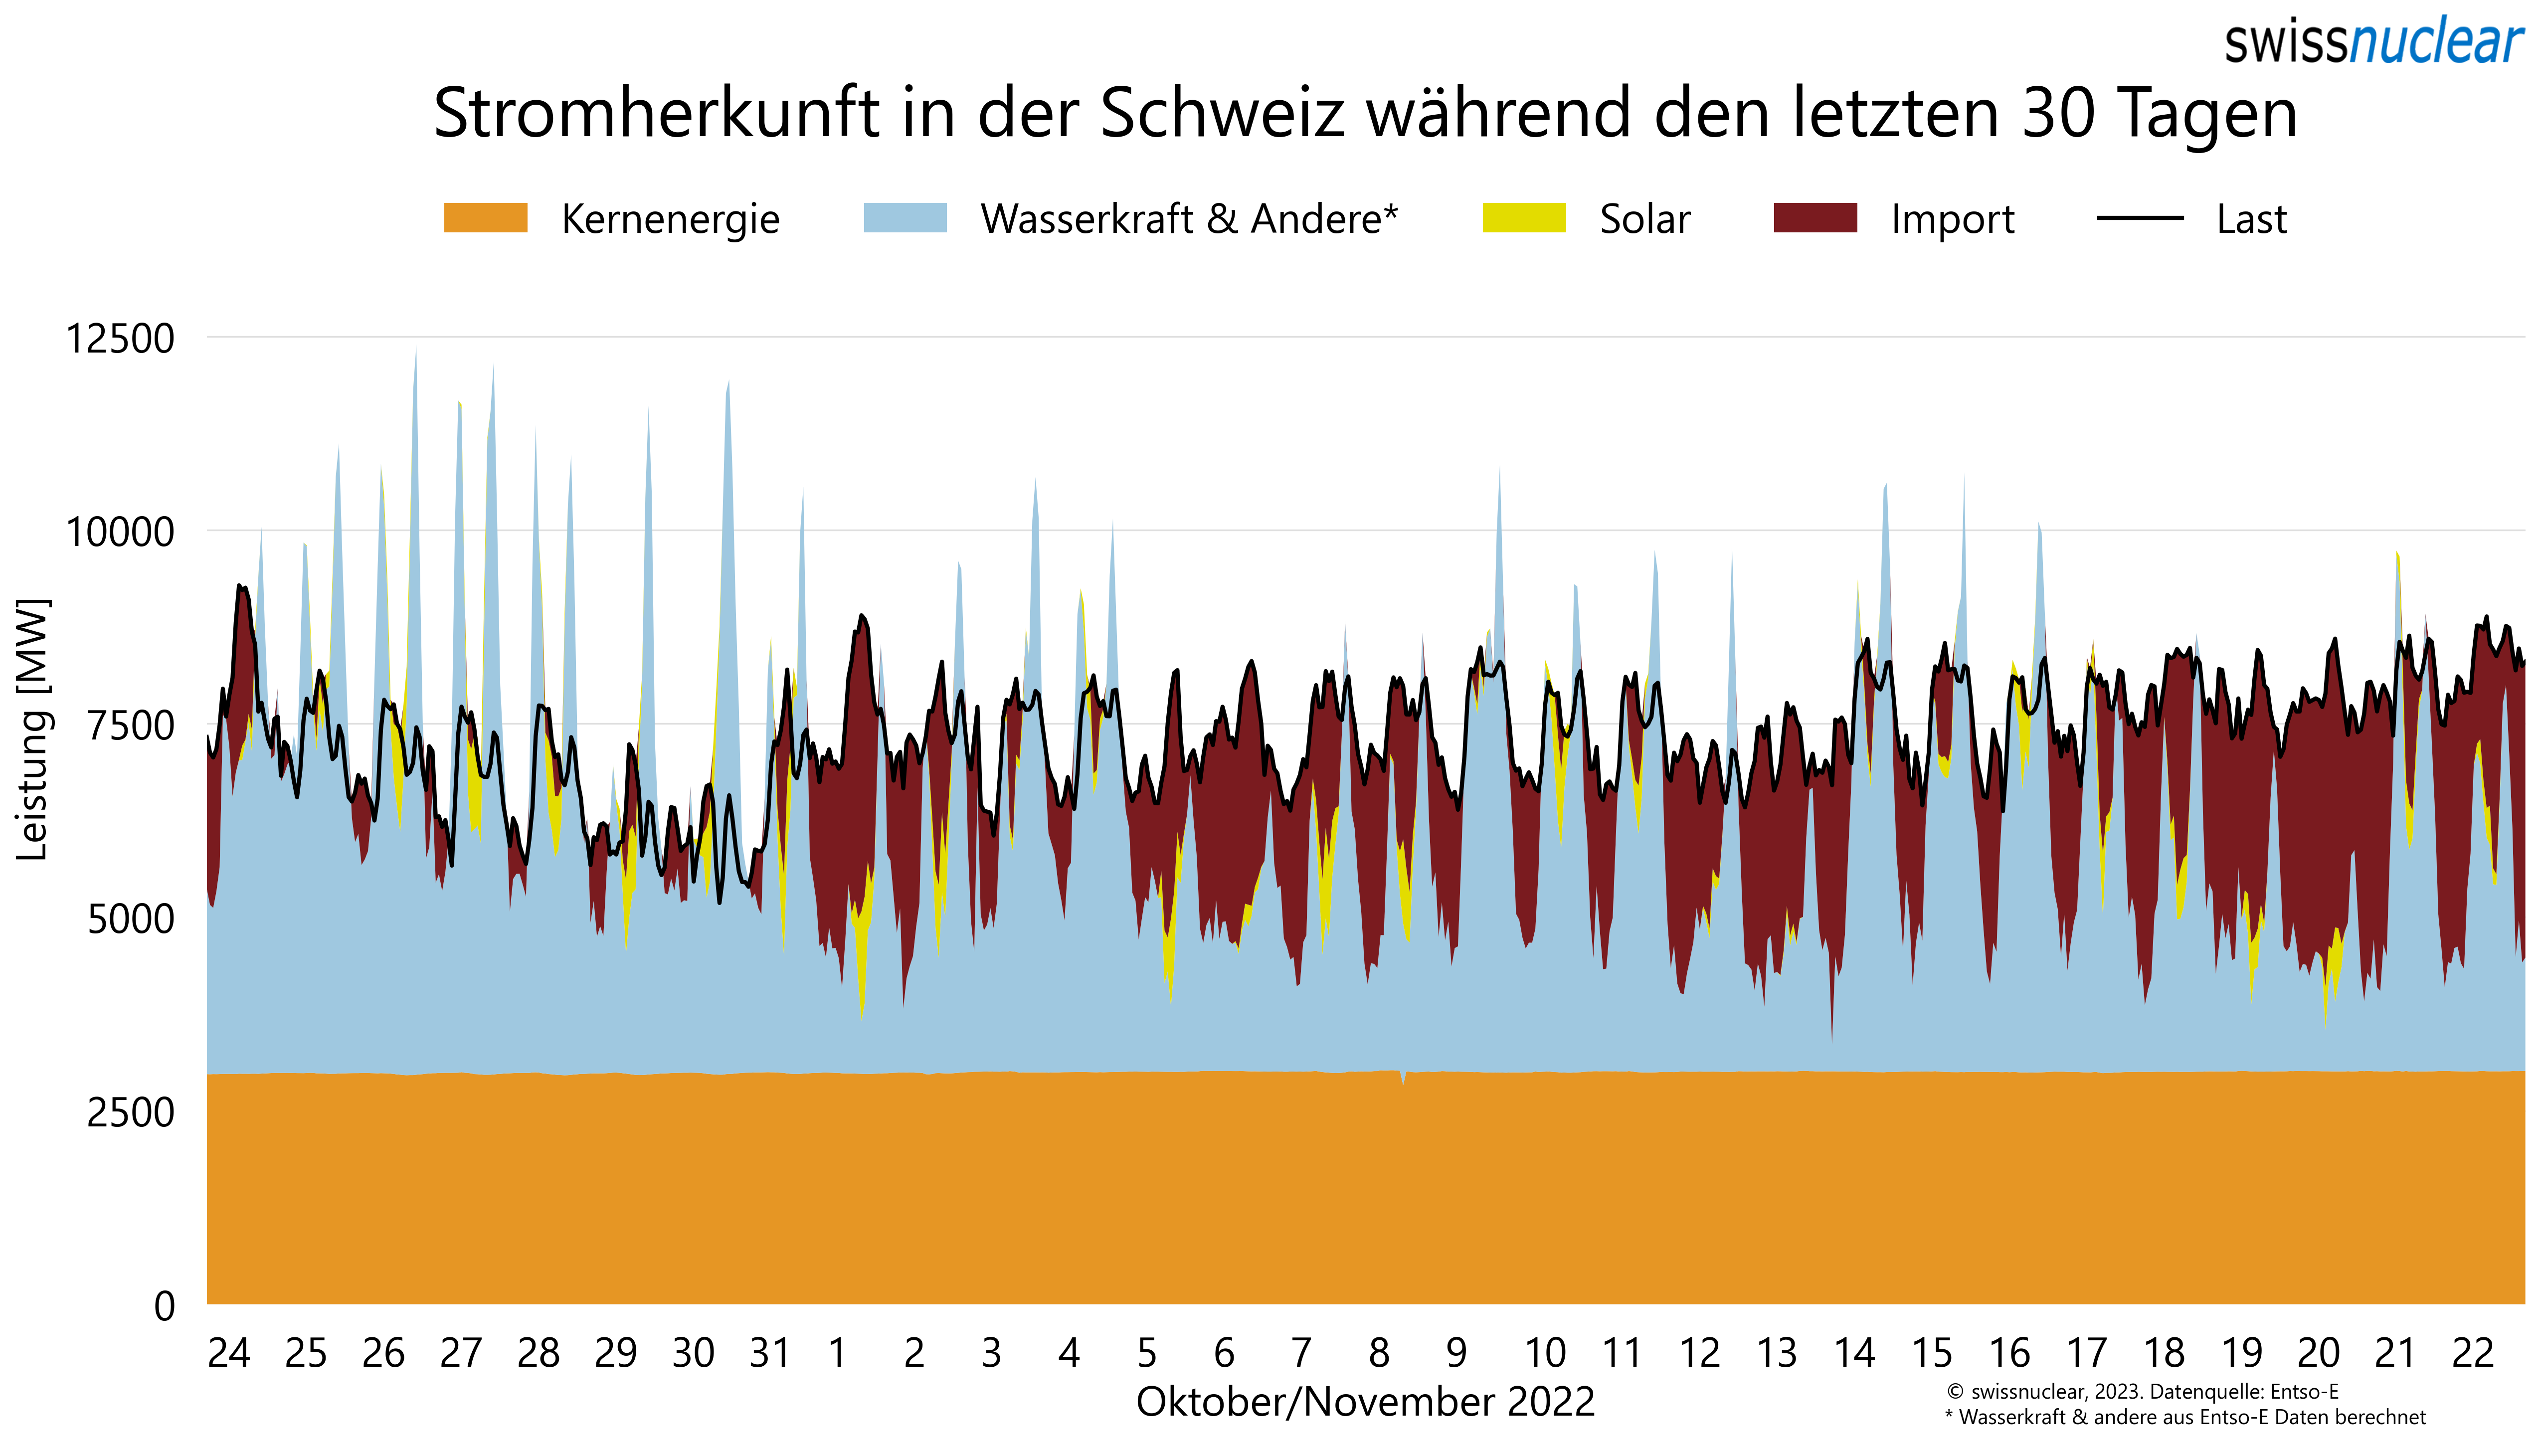 swissnuclear
Stromherkunft in der Schweiz während den letzten 30 Tagen
Kernenergie Wasserkraft & Andere* Solar Import Last
12500
10000
7500
5000
2500
0
Leistung [MW]
24 25 26 27 28 29 30 31 1 2 3 4 5 6 7 8 9 10 11 12 13 14 15 16 17 18 19 20 21 22
Oktober/November 2022
© swissnuclear, 2023. Datenquelle: Entso-E
* Wasserkraft & andere aus Entso-E Daten berechnet